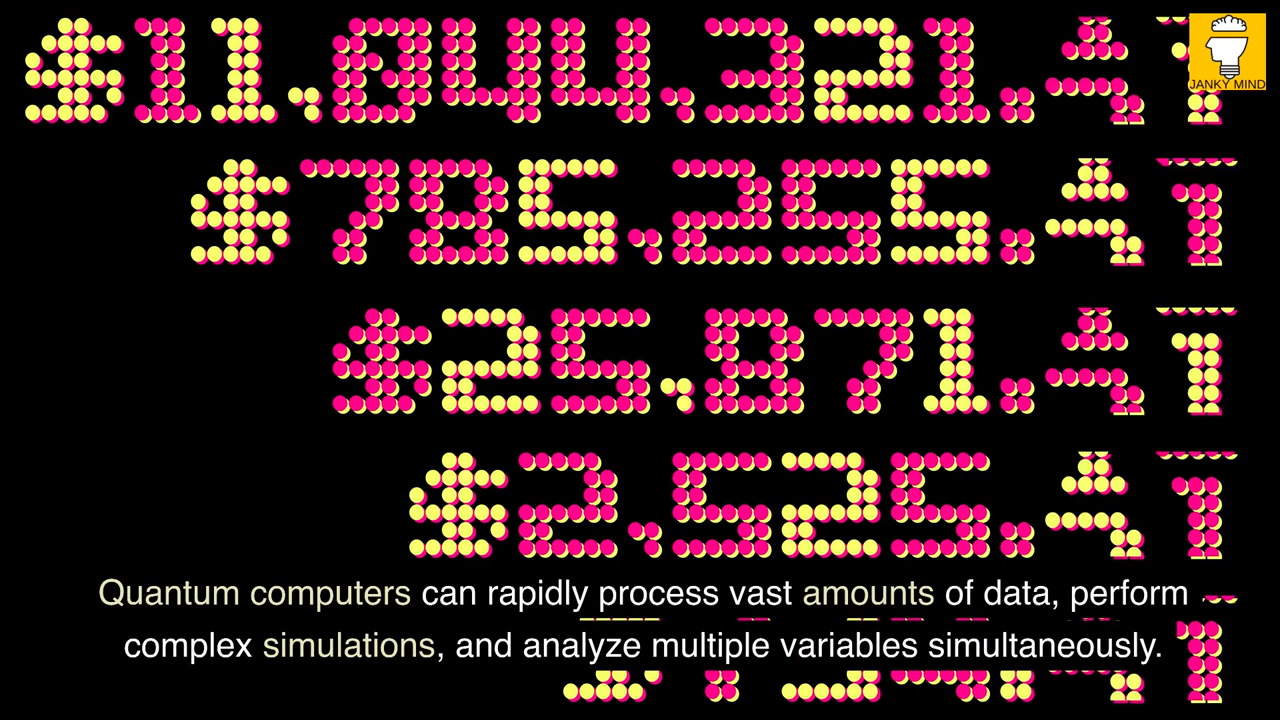 $11,044,321.
JANKY MIND
$785,255.
$25,871.
$2,525.
Quantum computers can rapidly process vast amounts of data, perform
complex simulations, and analyze multiple variables simultaneously.